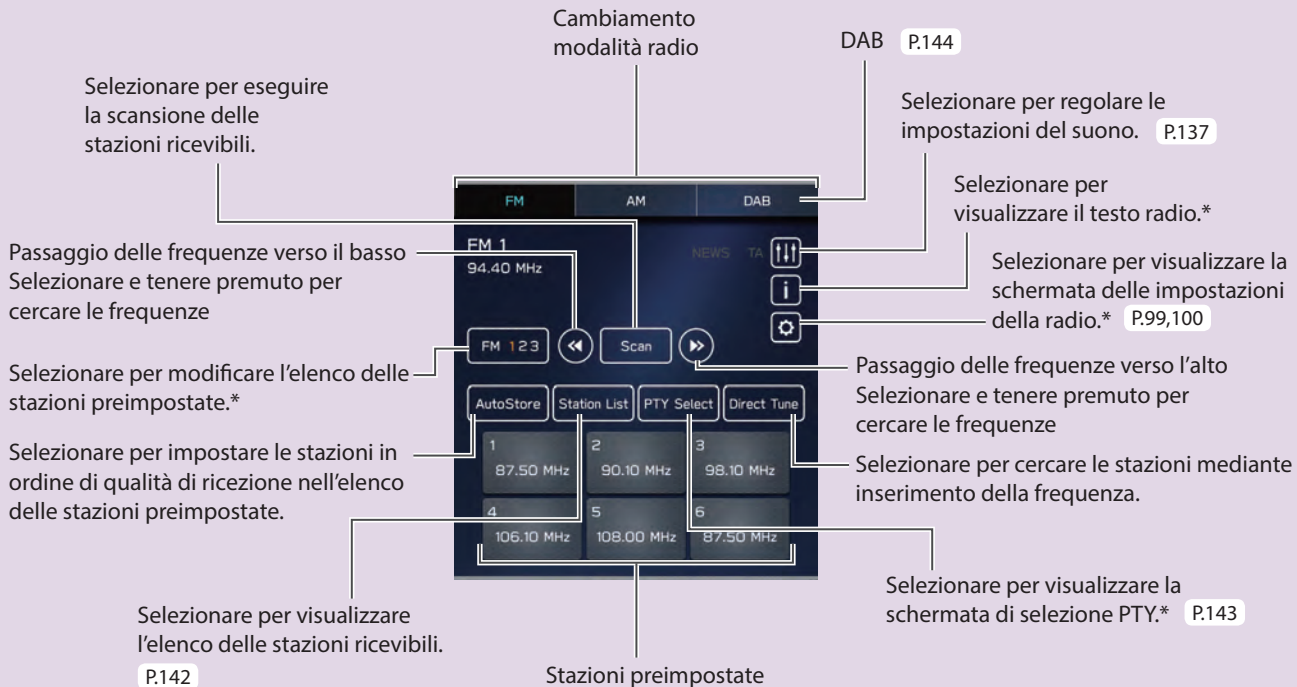 Cambiamento
modalità radio
DAB P.144
Selezionare per eseguire
la scansione delle
stazioni ricevibili.
Selezionare per regolare le
impostazioni del suono. P.137
Selezionare per
visualizzare il testo radio.*
Selezionare per visualizzare la
schermata delle impostazioni
della radio.* P.99,100
Passaggio delle frequenze verso il basso
Selezionare e tenere premuto per
cercare le frequenze
Selezionare per modificare l'elenco delle
stazioni preimpostate.*
Selezionare per impostare le stazioni in
ordine di qualità di ricezione nell'elenco
delle stazioni preimpostate.
FM AM DAB
FM 1
94.40 MHz
NEWS TA
i
FM 123 Scan
AutoStore Station List PTY Select Direct Tune
1 2 3
87.50 MHz 90.10 MHz 98.10 MHz
4 5 6
106.10 MHz 108.00 MHz 87.50 MHz
Passaggio delle frequenze verso l'alto
Selezionare e tenere premuto per
cercare le frequenze
Selezionare per cercare le stazioni mediante
inserimento della frequenza.
Selezionare per visualizzare la
schermata di selezione PTY.* P.143
Selezionare per visualizzare
l'elenco delle stazioni ricevibili.
P.142
Stazioni preimpostate